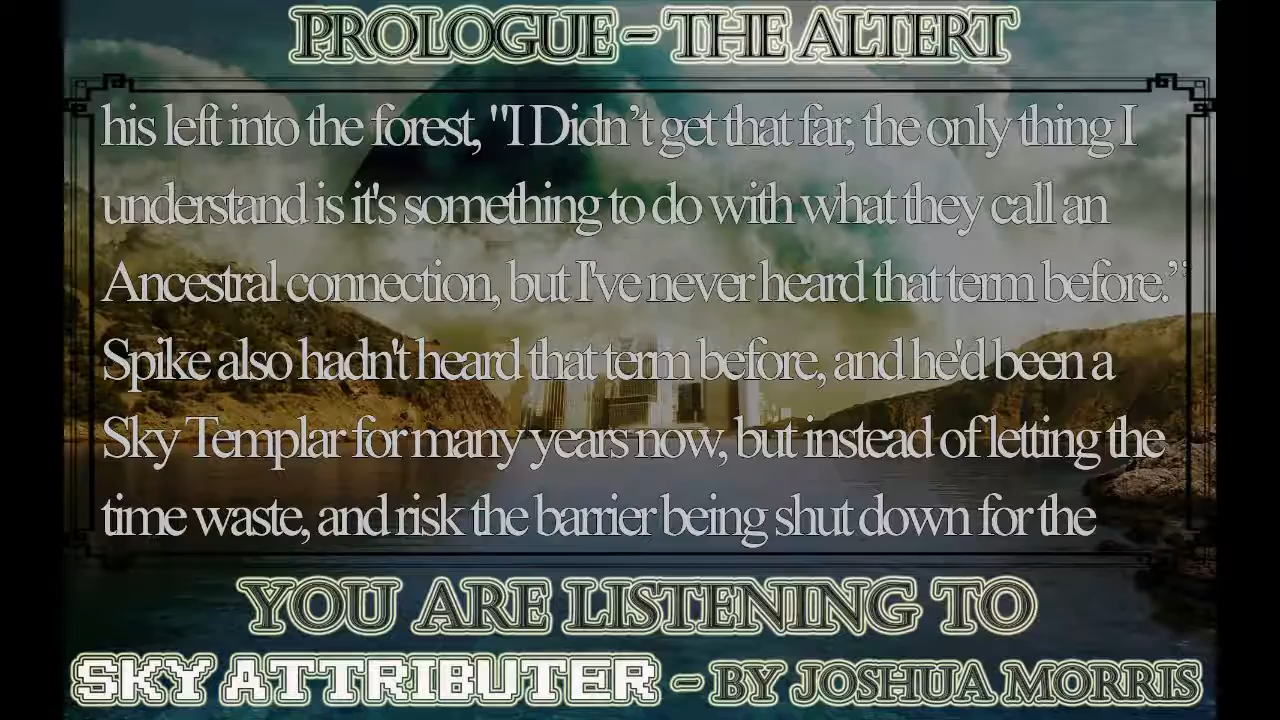 PROLOGUE - THE ALTERT
his left into the forest, "I Didn’t get that far; the only thing I
understand is it's something to do with what they call an
Ancestral connection, but I've never heard that term before.”
Spike also hadn't heard that term before, and he'd been a
Sky Templar for many years now, but instead of letting the
time waste, and risk the barrier being shut down for the
YOU ARE LISTENING TO
SKY ATTRIBUTER - BY JOSHUA MORRIS